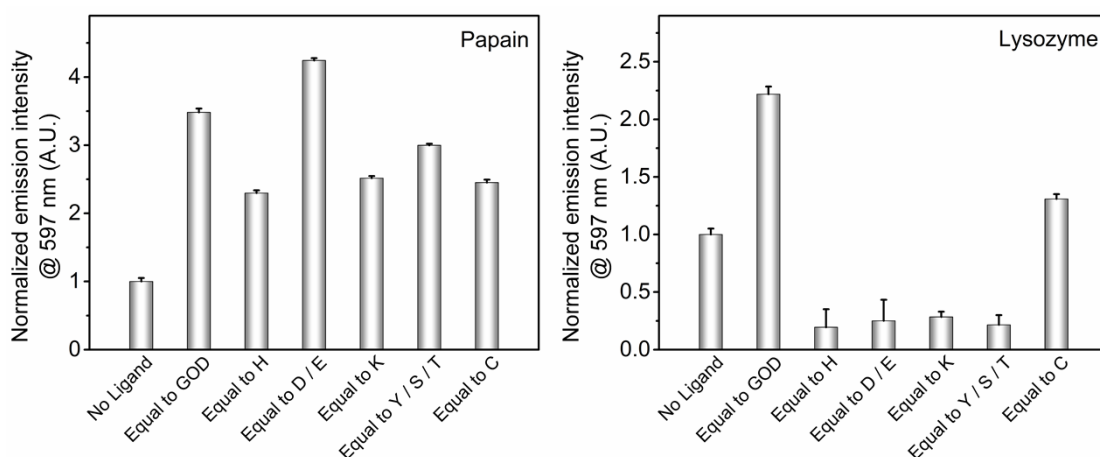 Normalized emission intensity
@ 597 nm (A.U.)
Papain
4
3
2
1
0
No Ligand
Equal to GOD
Equal to H
Equal to D / E
Equal to K
Equal to Y / S / T
Equal to C
Normalized emission intensity
@ 597 nm (A.U.)
Lysozyme
2.5
2.0
1.5
1.0
0.5
0.0
No Ligand
Equal to GOD
Equal to H
Equal to D / E
Equal to K
Equal to Y / S / T
Equal to C